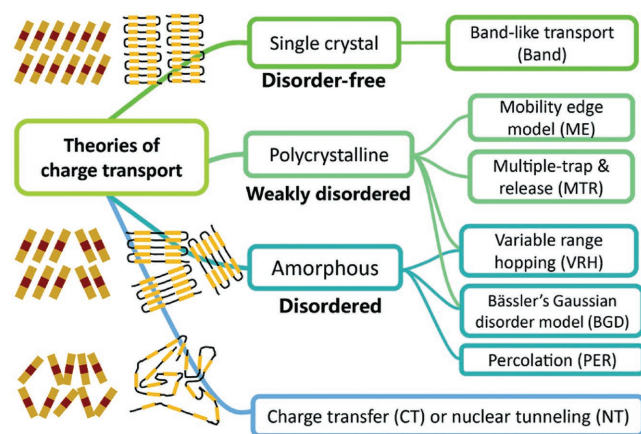 Single crystal
Disorder-free
Band-like transport
(Band)
Theories of
charge transport
Polycrystalline
Weakly disordered
Mobility edge
model (ME)
Multiple-trap &
release (MTR)
Amorphous
Disordered
Variable range
hopping (VRH)
Bässler's Gaussian
disorder model (BGD)
Percolation (PER)
Charge transfer (CT) or nuclear tunneling (NT)